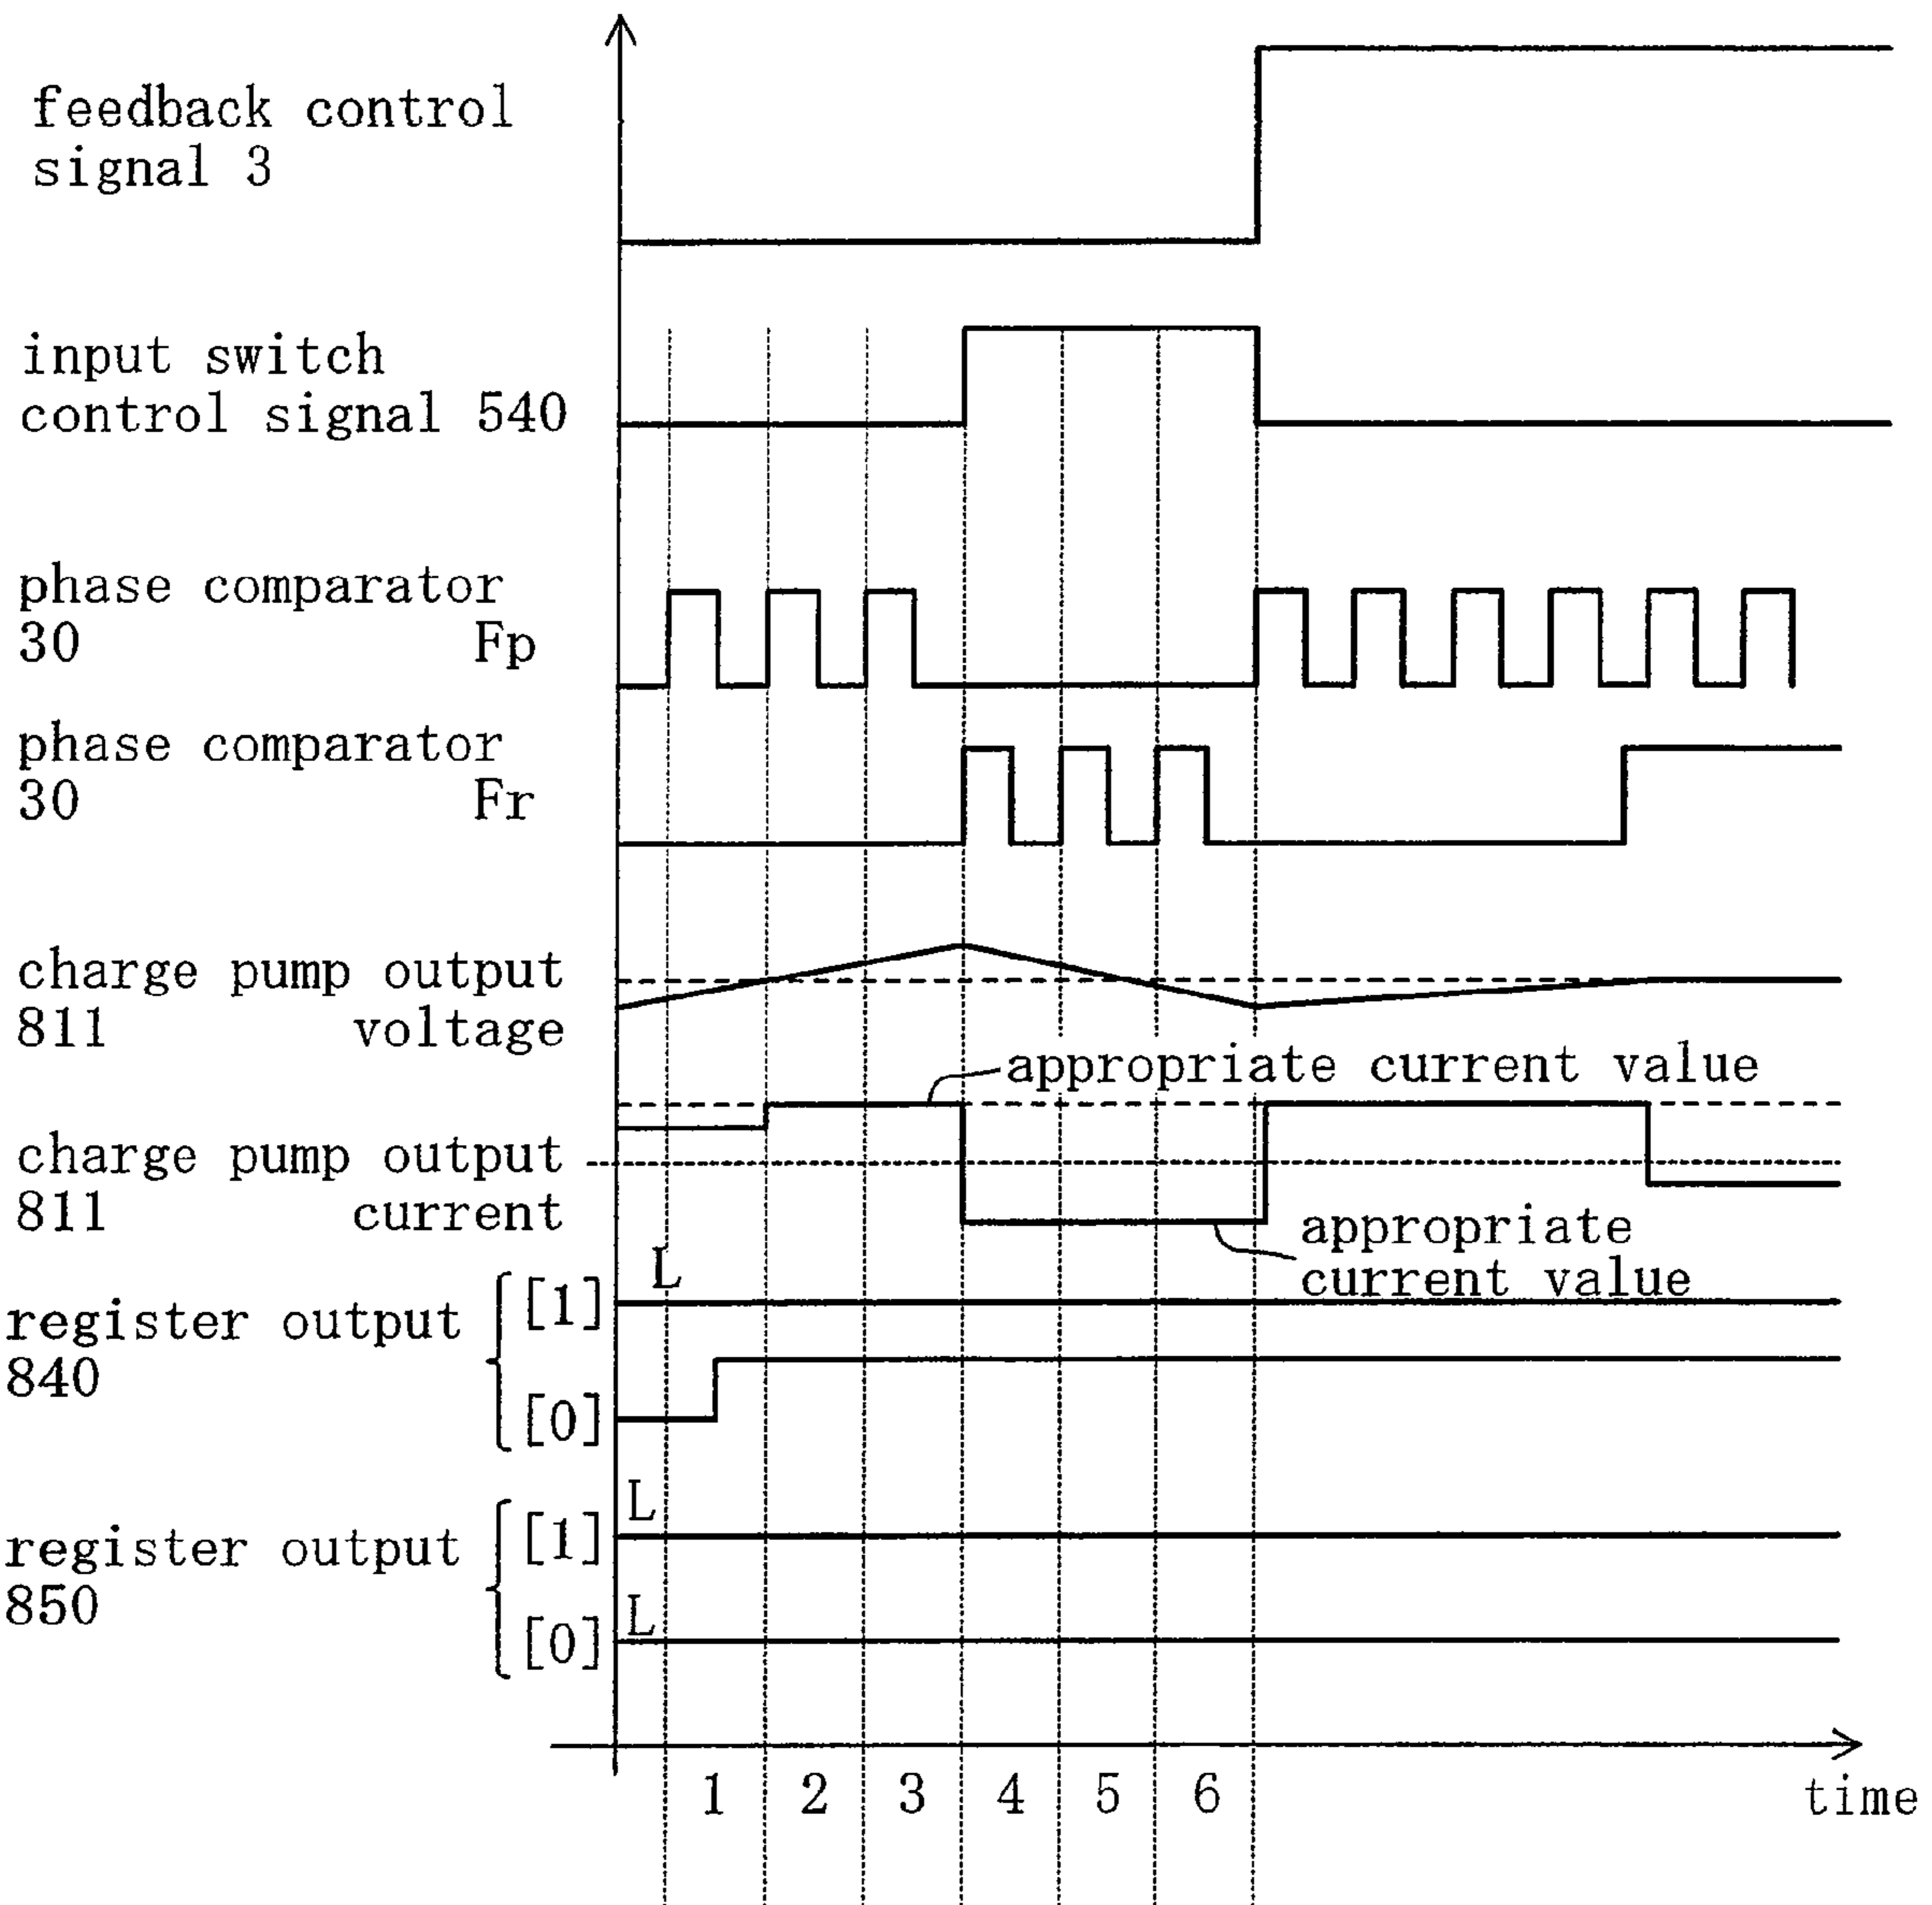 feedback control
signal 3
input switch
control signal 540
phase comparator
30 Fp
phase comparator
30 Fr
charge pump output
811 voltage
appropriate current value
charge pump output
811 current
appropriate
current value
L
register output
840
[1]
[0]
L
register output
850
[1]
L
[0]
1 2 3 4 5 6
time